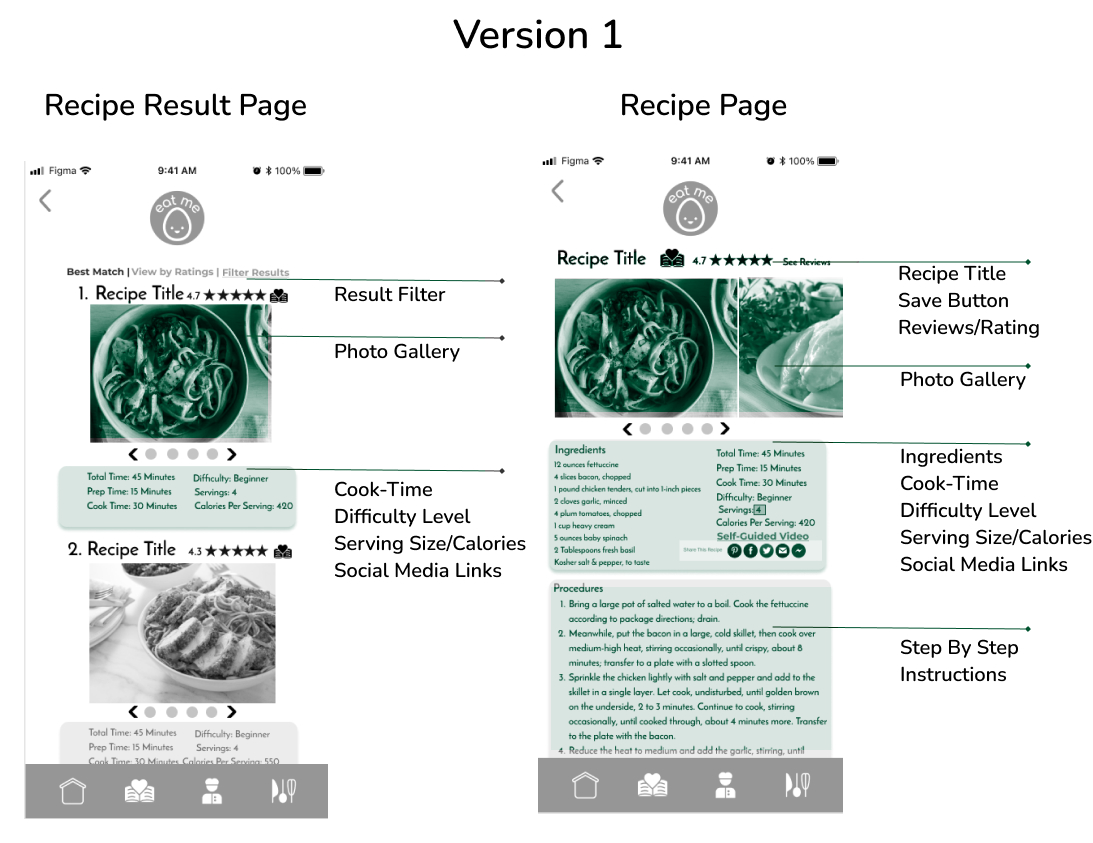 Version 1
Recipe Result Page
Figma
9:41 AM
100%
eat me
Best Match | View by Ratings | Filter Results
1. Recipe Title 4.7
Total Time: 45 Minutes
Prep Time: 15 Minutes
Cook Time: 30 Minutes
Difficulty: Beginner
Servings: 4
Calories Per Serving: 420
2. Recipe Title 4.3
Total Time: 45 Minutes
Prep Time: 15 Minutes
Cook Time: 30 Minutes
Difficulty: Beginner
Servings: 4
Calories Per Serving: 550
Result Filter
Photo Gallery
Cook-Time
Difficulty Level
Serving Size/Calories
Social Media Links
Recipe Page
Figma
9:41 AM
100%
eat me
Recipe Title 4.7 See Reviews
Ingredients
12 ounces fettuccine
4 slices bacon, chopped
1 pound chicken tenders, cut into 1-inch pieces
2 cloves garlic, minced
4 plum tomatoes, chopped
1 cup heavy cream
5 ounces baby spinach
2 Tablespoons fresh basil
Kosher salt & pepper, to taste
Total Time: 45 Minutes
Prep Time: 15 Minutes
Cook Time: 30 Minutes
Difficulty: Beginner
Servings: 4
Calories Per Serving: 420
Self-Guided Video
Share This Recipe
Procedures
1. Bring a large pot of salted water to a boil. Cook the fettuccine
according to package directions; drain.
2. Meanwhile, put the bacon in a large, cold skillet, then cook over
medium-high heat, stirring occasionally, until crispy, about 8
minutes; transfer to a plate with a slotted spoon.
3. Sprinkle the chicken lightly with salt and pepper and add to the
skillet in a single layer. Let cook, undisturbed, until golden brown
on the underside, 2 to 3 minutes. Continue to cook, stirring
occasionally, until cooked through, about 4 minutes more. Transfer
to the plate with the bacon.
4. Reduce the heat to medium and add the garlic, stirring, until
Recipe Title
Save Button
Reviews/Rating
Photo Gallery
Ingredients
Cook-Time
Difficulty Level
Serving Size/Calories
Social Media Links
Step By Step
Instructions